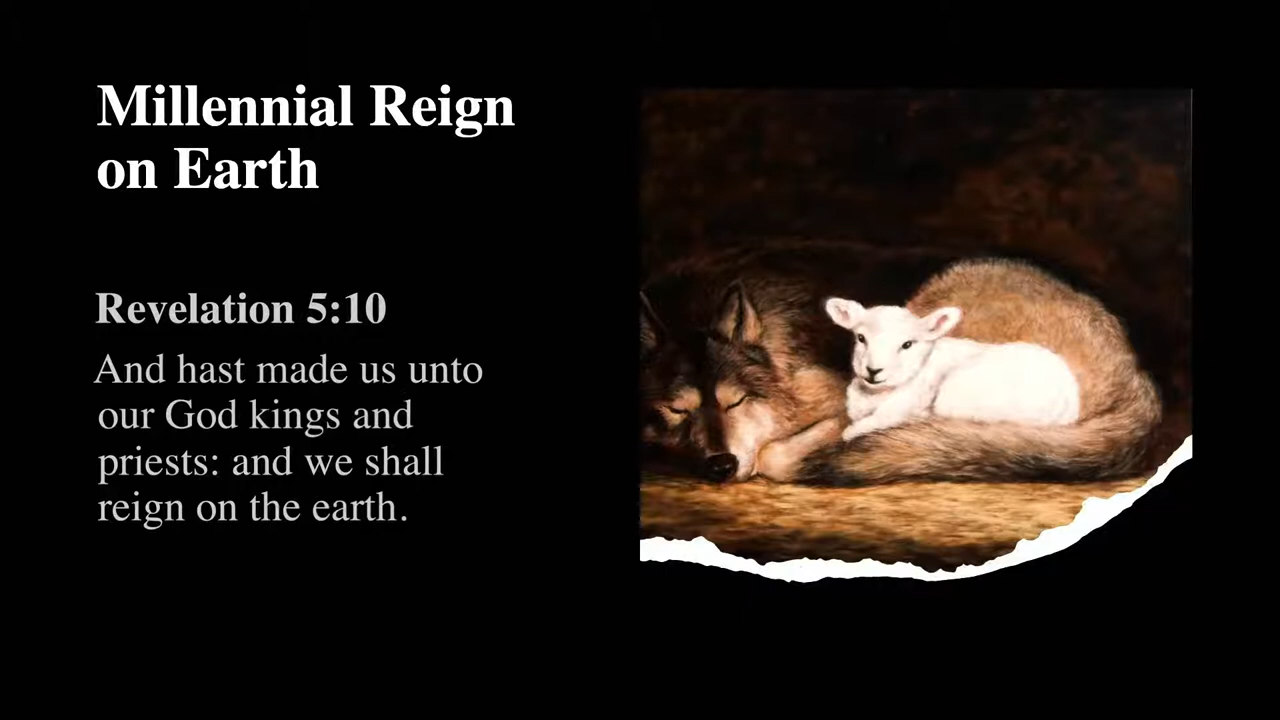 Millennial Reign
on Earth
Revelation 5:10
And hast made us unto
our God kings and
priests: and we shall
reign on the earth.